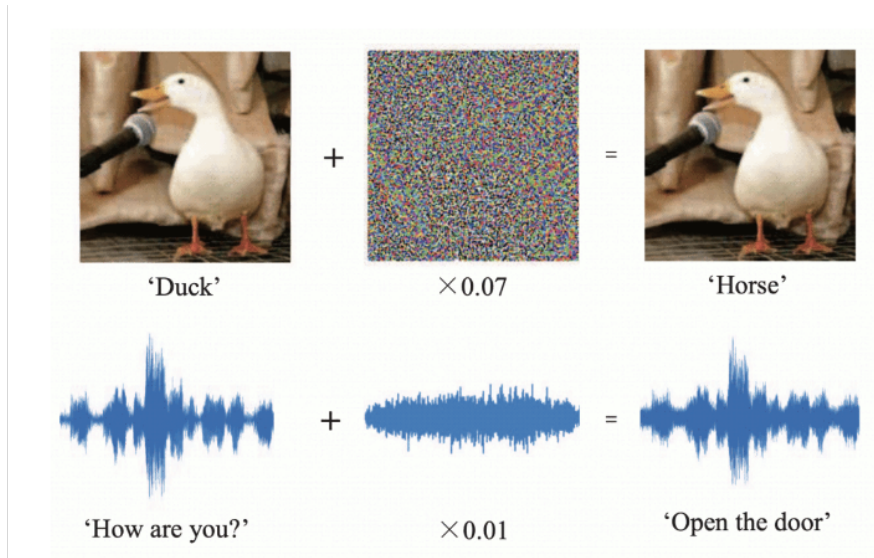 + =
‘Duck’ ×0.07 ‘Horse’
+ =
‘How are you?’ ×0.01 ‘Open the door’